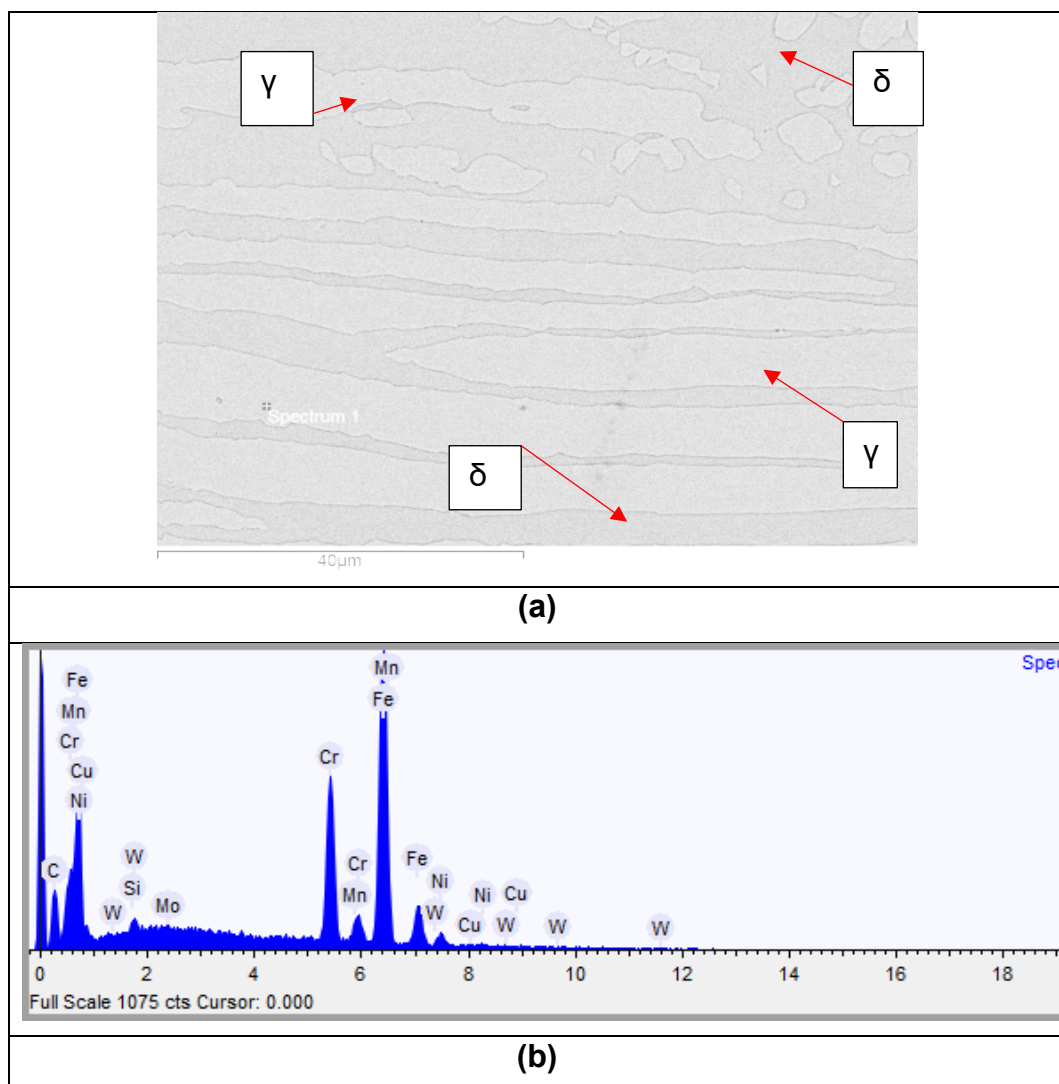 γ
δ
Spectrum 1
γ
δ
40μm
(a)
Spec
Mn
Fe
Fe
Mn
Cr
Cu
Ni
C
W
W
Si
Mo
Cr
Cr
Mn
Fe
Ni
W
Ni
Cu
Cu
W
W
W
0 2 4 6 8 10 12 14 16 18
Full Scale 1075 cts Cursor: 0.000
(b)